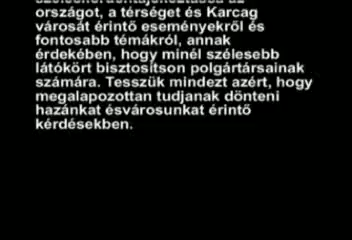 országot, a térséget és Karcag
városát érintő eseményekről és
fontosabb témákról, annak
érdekében, hogy minél szélesebb
látókört bisztosítson polgártársainak
számára. Tesszük mindezt azért, hogy
megalapozottan tudjanak dönteni
hazánkat ésvárosunkat érintő
kérdésekben.